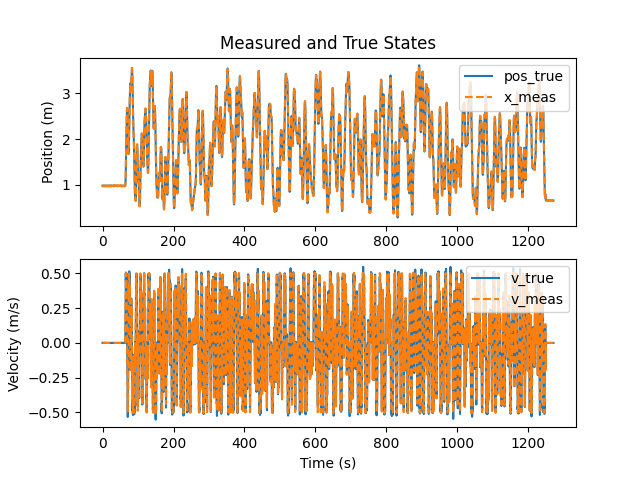 Measured and True States
Position (m)
3
2
1
pos_true
x_meas
0
200
400
600
800
1000
1200
Velocity (m/s)
0.50
0.25
0.00
−0.25
−0.50
v_true
v_meas
0
200
400
600
800
1000
1200
Time (s)